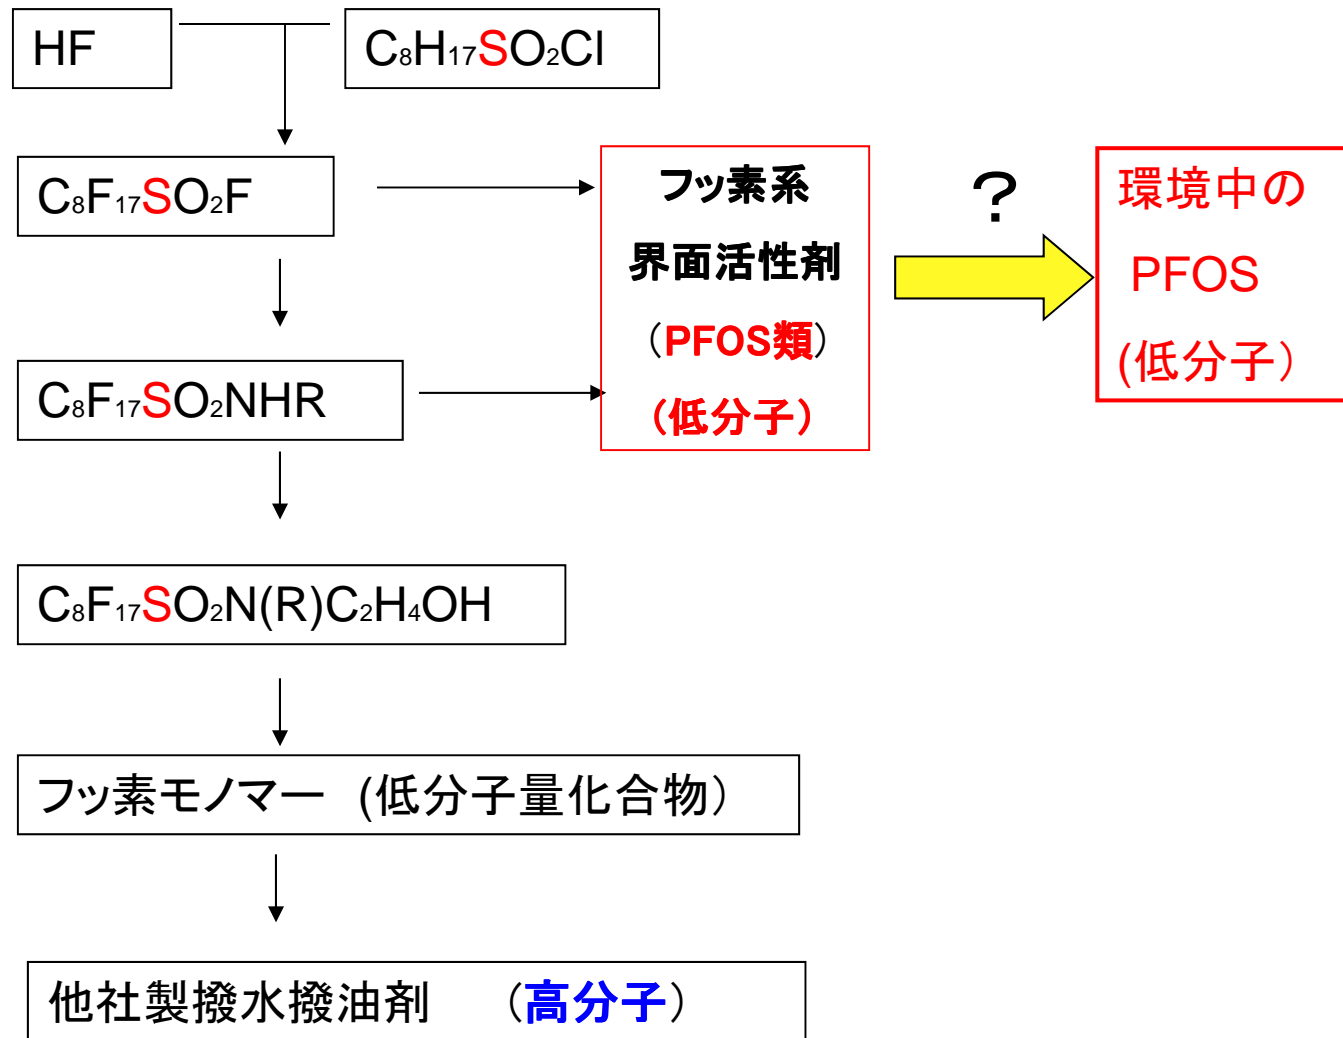 HF
C₈H₁₇SO₂Cl
C₈F₁₇SO₂F
フッ素系
界面活性剤
（PFOS類）
(低分子）
？
環境中の
PFOS
(低分子）
C₈F₁₇SO₂NHR
C₈F₁₇SO₂N(R)C₂H₄OH
フッ素モノマー (低分子量化合物）
他社製撥水撥油剤 （高分子）